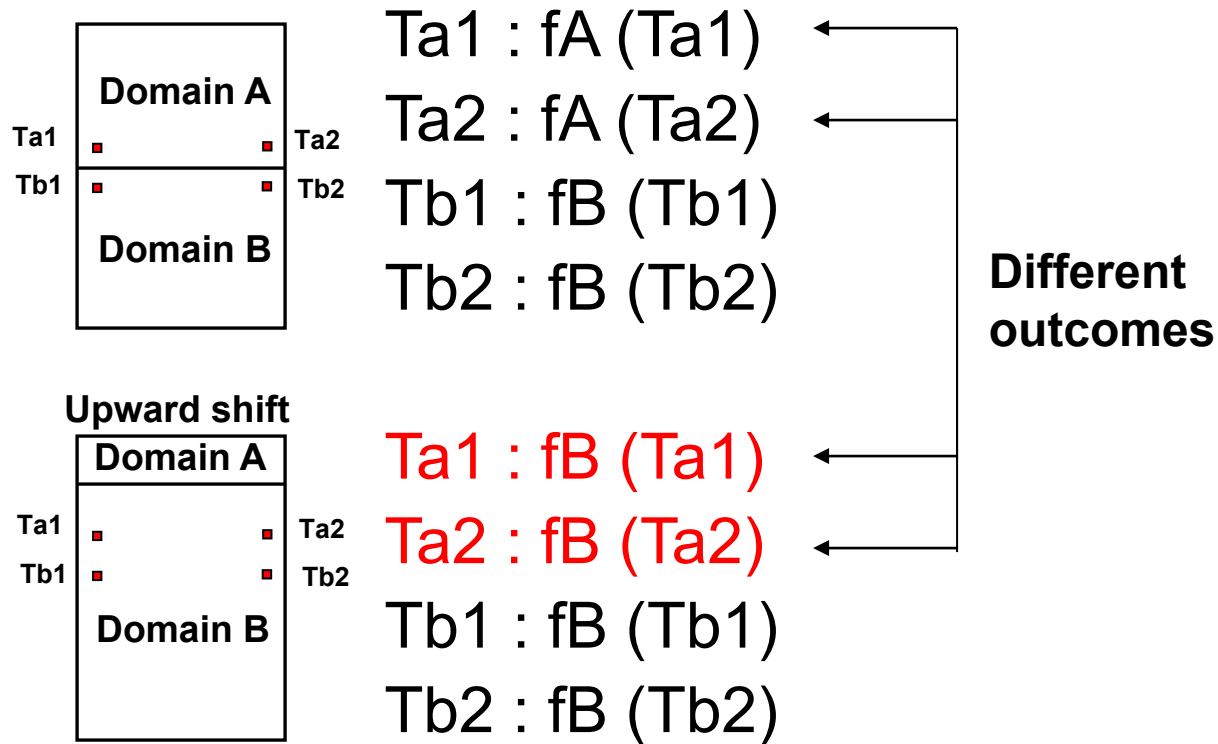 Domain A
Ta1
Ta2
Tb1
Tb2
Domain B
Ta1 : fA (Ta1)
Ta2 : fA (Ta2)
Tb1 : fB (Tb1)
Tb2 : fB (Tb2)
Different
outcomes
Upward shift
Domain A
Ta1
Ta2
Tb1
Tb2
Domain B
Ta1 : fB (Ta1)
Ta2 : fB (Ta2)
Tb1 : fB (Tb1)
Tb2 : fB (Tb2)